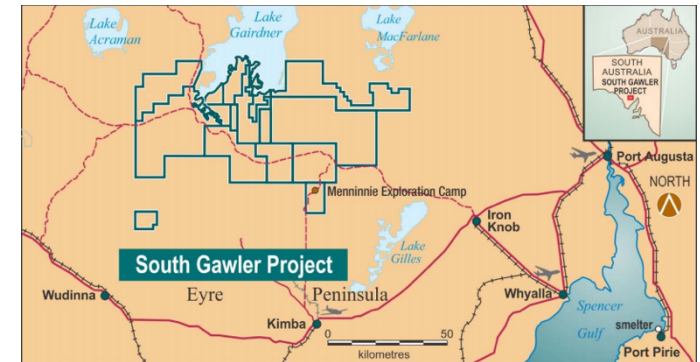 Lake
Acraman
Lake
Gairdner
Lake
MacFarlane
AUSTRALIA
SOUTH
AUSTRALIA
SOUTH GAWLER
PROJECT
Port Augusta
NORTH
Menninnie Exploration Camp
Iron
Knob
Lake
Gilles
South Gawler Project
Wudinna
Eyre Peninsula
Whyalla
Spencer
Gulf
Kimba
0 50
kilometres
smelter
Port Pirie